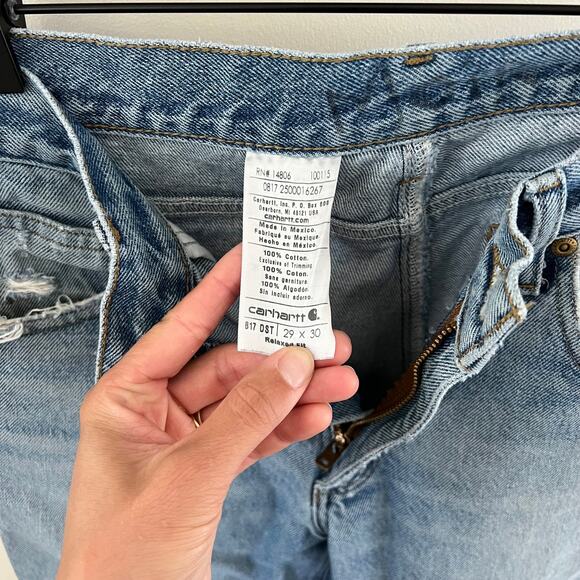 RN# 14806 100115
0817 2500016267
Carhartt, Inc. P.O. Box 600
Dearborn, MI 48121 USA
carhartt.com
Made in Mexico.
Fabriqué au Mexique.
Hecho en México.
100% Cotton.
Exclusive of Trimming
100% Coton.
Sans garniture.
100% Algodón.
Sin incluir adorno.
carhartt
B17 DST 29 X 30
Relaxed Fit